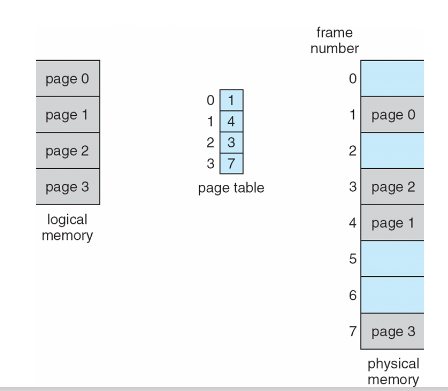 frame
number
page 0
page 1
page 2
page 3
logical
memory
0 1
1 4
2 3
3 7
page table
0
1 page 0
2
3 page 2
4 page 1
5
6
7 page 3
physical
memory